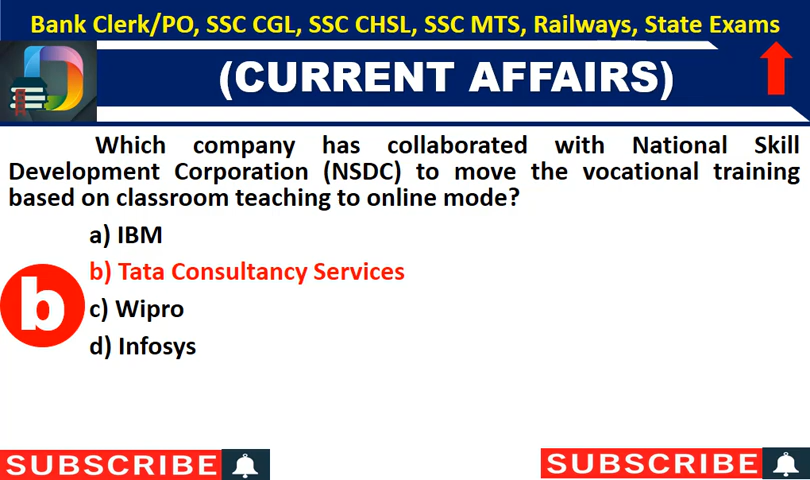 Bank Clerk/PO, SSC CGL, SSC CHSL, SSC MTS, Railways, State Exams
(CURRENT AFFAIRS)
Which company has collaborated with National Skill
Development Corporation (NSDC) to move the vocational training
based on classroom teaching to online mode?
a) IBM
b) Tata Consultancy Services
b
c) Wipro
d) Infosys
SUBSCRIBE
SUBSCRIBE